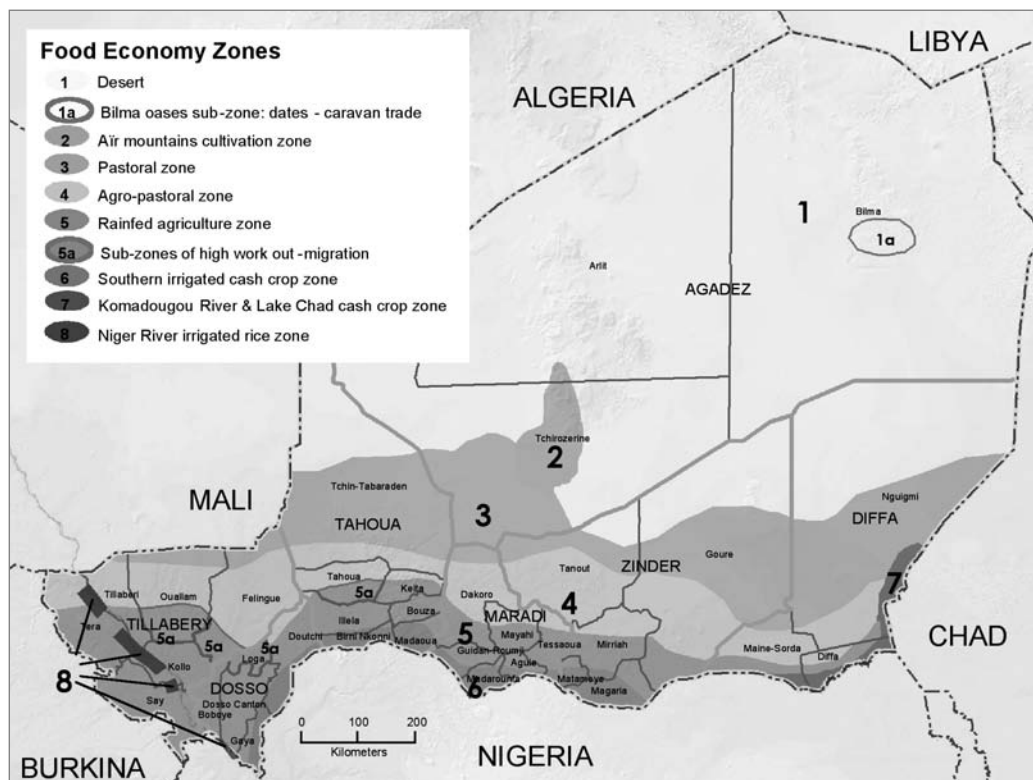 Food Economy Zones
1 Desert
1a Bilma oases sub-zone: dates - caravan trade
2 Aïr mountains cultivation zone
3 Pastoral zone
4 Agro-pastoral zone
5 Rainfed agriculture zone
5a Sub-zones of high work out-migration
6 Southern irrigated cash crop zone
7 Komadougou River & Lake Chad cash crop zone
8 Niger River irrigated rice zone
LIBYA
ALGERIA
1
Bilma
1a
Arlit
AGADEZ
Tchirozerine
2
MALI
Tchin-Tabaraden
3
TAHOUA
Nguigmi
DIFFA
Goure
ZINDER
Tanout
7
Tahoua
5a
Keita
Dakoro
4
Tillaberi
Ouallam
Felingue
Bouza
MARADI
CHAD
Tera
TILLABERY
5a
5a
5a
Illela
Doutchi
Birni Nkonni
Madaoua
5
Mayahi
Tessaoua
Mirriah
Guidan-Roumji
Aguie
Maine-Sorda
Diffa
Loga
Kollo
8
DOSSO
6
Madarounfa
Matameye
Magaria
Say
Dosso Cantan
Boboye
Gaya
0 100 200
Kilometers
NIGERIA
BURKINA